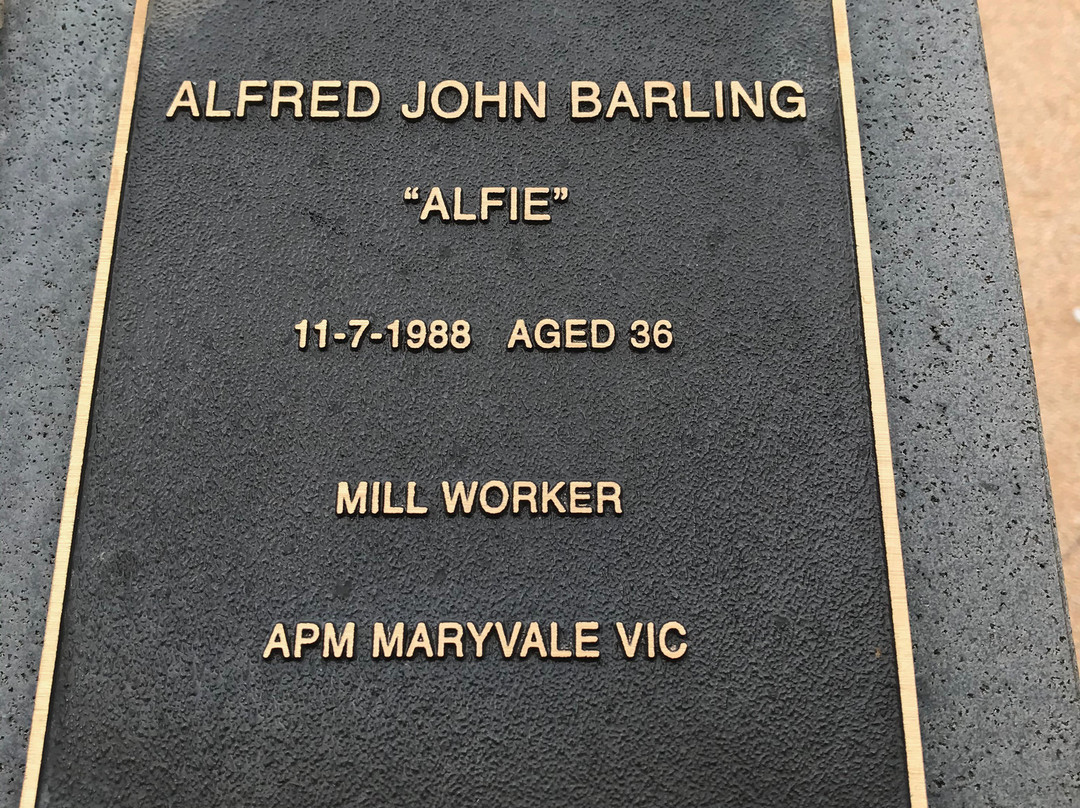 ALFRED JOHN BARLING
“ALFIE”
11-7-1988 AGED 36
MILL WORKER
APM MARYVALE VIC